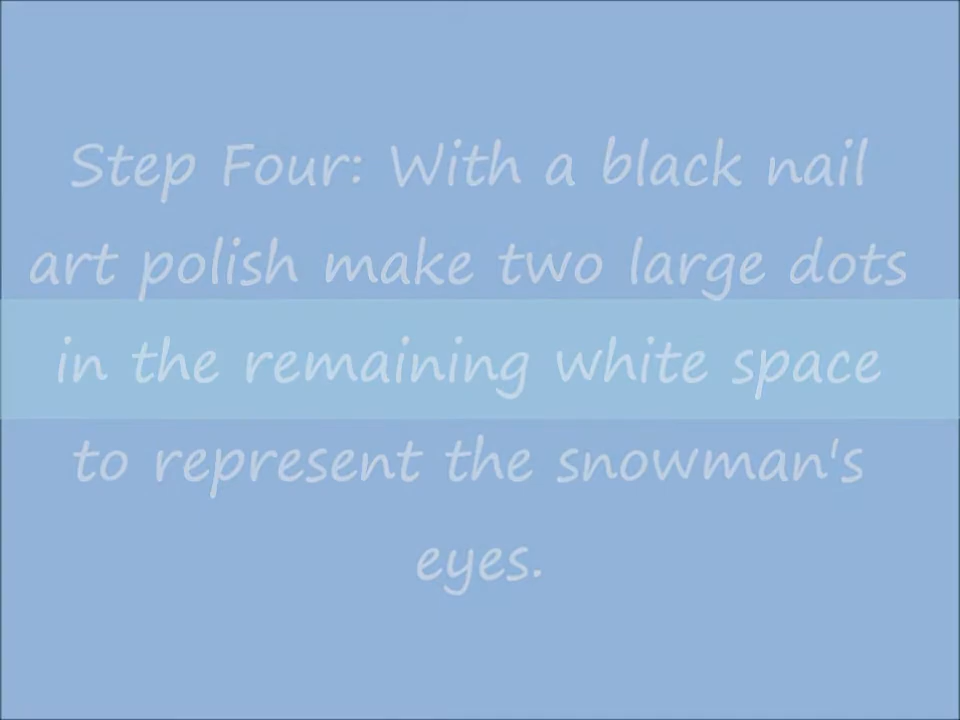 Step Four: With a black nail
art polish make two large dots
in the remaining white space
to represent the snowman's
eyes.